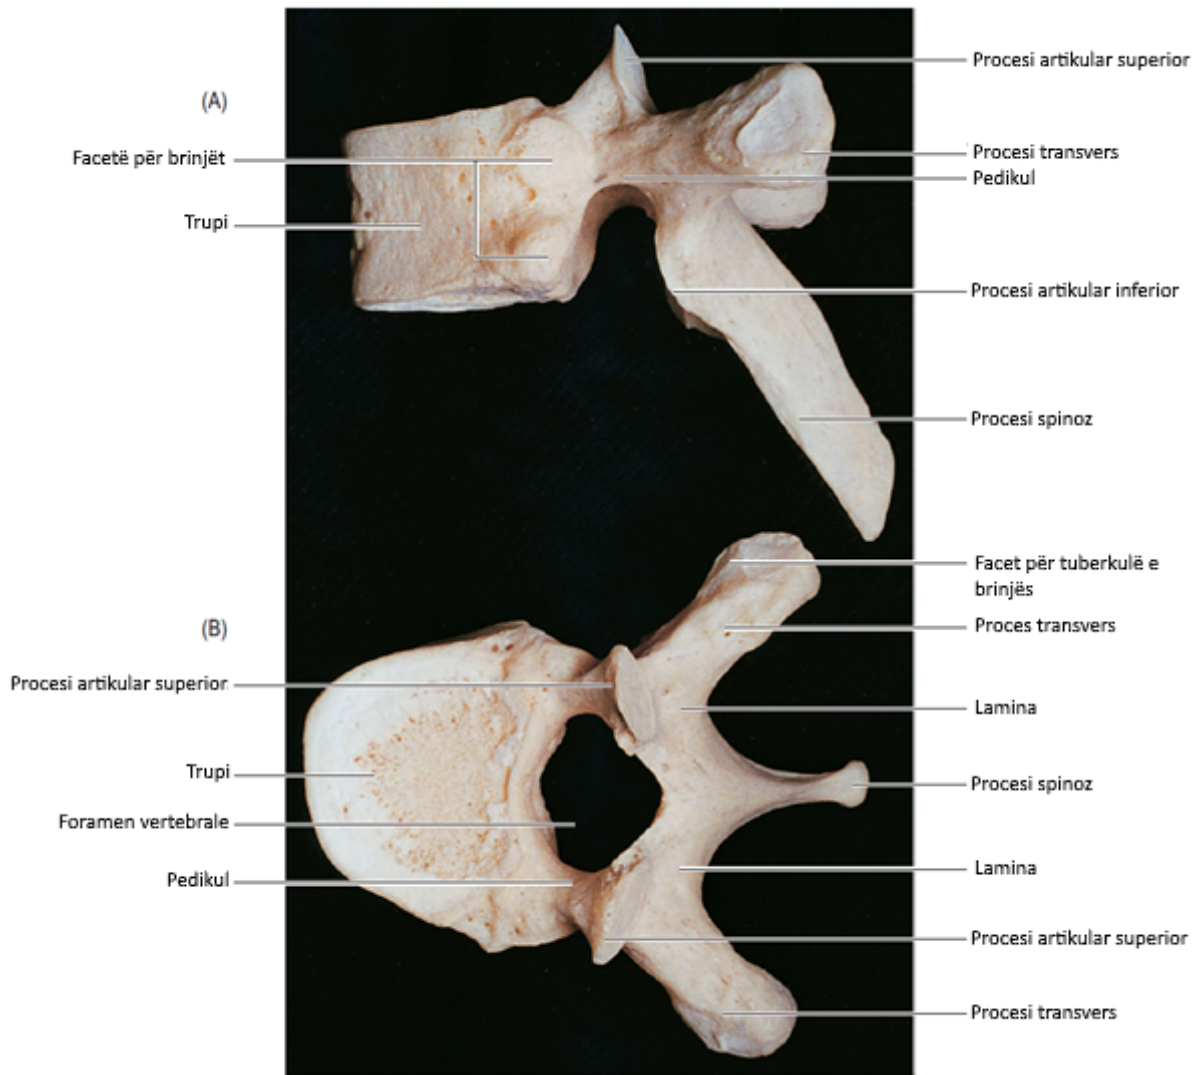 (A)
Facetë për brinjët
Trupi
Procesi artikular superior
Procesi transvers
Pedikul
Procesi artikular inferior
Procesi spinoz
(B)
Procesi artikular superior
Trupi
Foramen vertebrale
Pedikul
Facet për tuberkulë e
brinjës
Proces transvers
Lamina
Procesi spinoz
Lamina
Procesi artikular superior
Procesi transvers